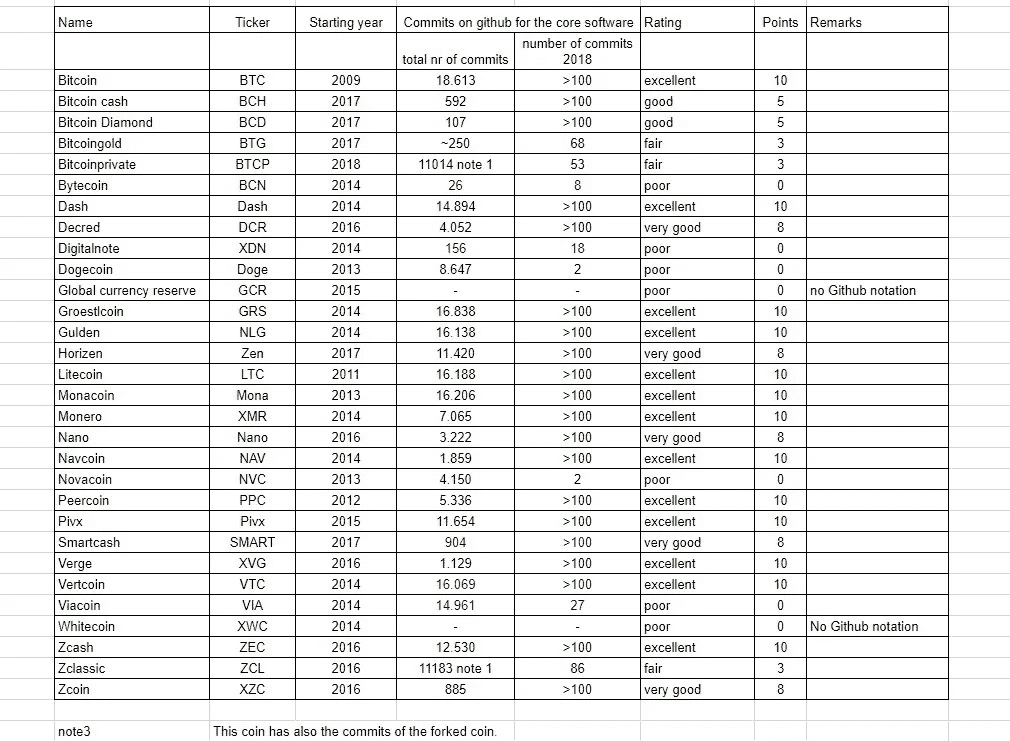 Name Ticker Starting year Commits on github for the core software Rating Points Remarks
total nr of commits number of commits 2018
Bitcoin BTC 2009 18.613 >100 excellent 10
Bitcoin cash BCH 2017 592 >100 good 5
Bitcoin Diamond BCD 2017 107 >100 good 5
Bitcoingold BTG 2017 ~250 68 fair 3
Bitcoinprivate BTCP 2018 11014 note 1 53 fair 3
Bytecoin BCN 2014 26 8 poor 0
Dash Dash 2014 14.894 >100 excellent 10
Decred DCR 2016 4.052 >100 very good 8
Digitalnote XDN 2014 156 18 poor 0
Dogecoin Doge 2013 8.647 2 poor 0
Global currency reserve GCR 2015 - - poor 0 no Github notation
Groestlcoin GRS 2014 16.838 >100 excellent 10
Gulden NLG 2014 16.138 >100 excellent 10
Horizen Zen 2017 11.420 >100 very good 8
Litecoin LTC 2011 16.188 >100 excellent 10
Monacoin Mona 2013 16.206 >100 excellent 10
Monero XMR 2014 7.065 >100 excellent 10
Nano Nano 2016 3.222 >100 very good 8
Navcoin NAV 2014 1.859 >100 excellent 10
Novacoin NVC 2013 4.150 2 poor 0
Peercoin PPC 2012 5.336 >100 excellent 10
Pivx Pivx 2015 11.654 >100 excellent 10
Smartcash SMART 2017 904 >100 very good 8
Verge XVG 2016 1.129 >100 excellent 10
Vertcoin VTC 2014 16.069 >100 excellent 10
Viacoin VIA 2014 14.961 27 poor 0
Whitecoin XWC 2014 - - poor 0 No Github notation
Zcash ZEC 2016 12.530 >100 excellent 10
Zclassic ZCL 2016 11183 note 1 86 fair 3
Zcoin XZC 2016 885 >100 very good 8
note3 This coin has also the commits of the forked coin.